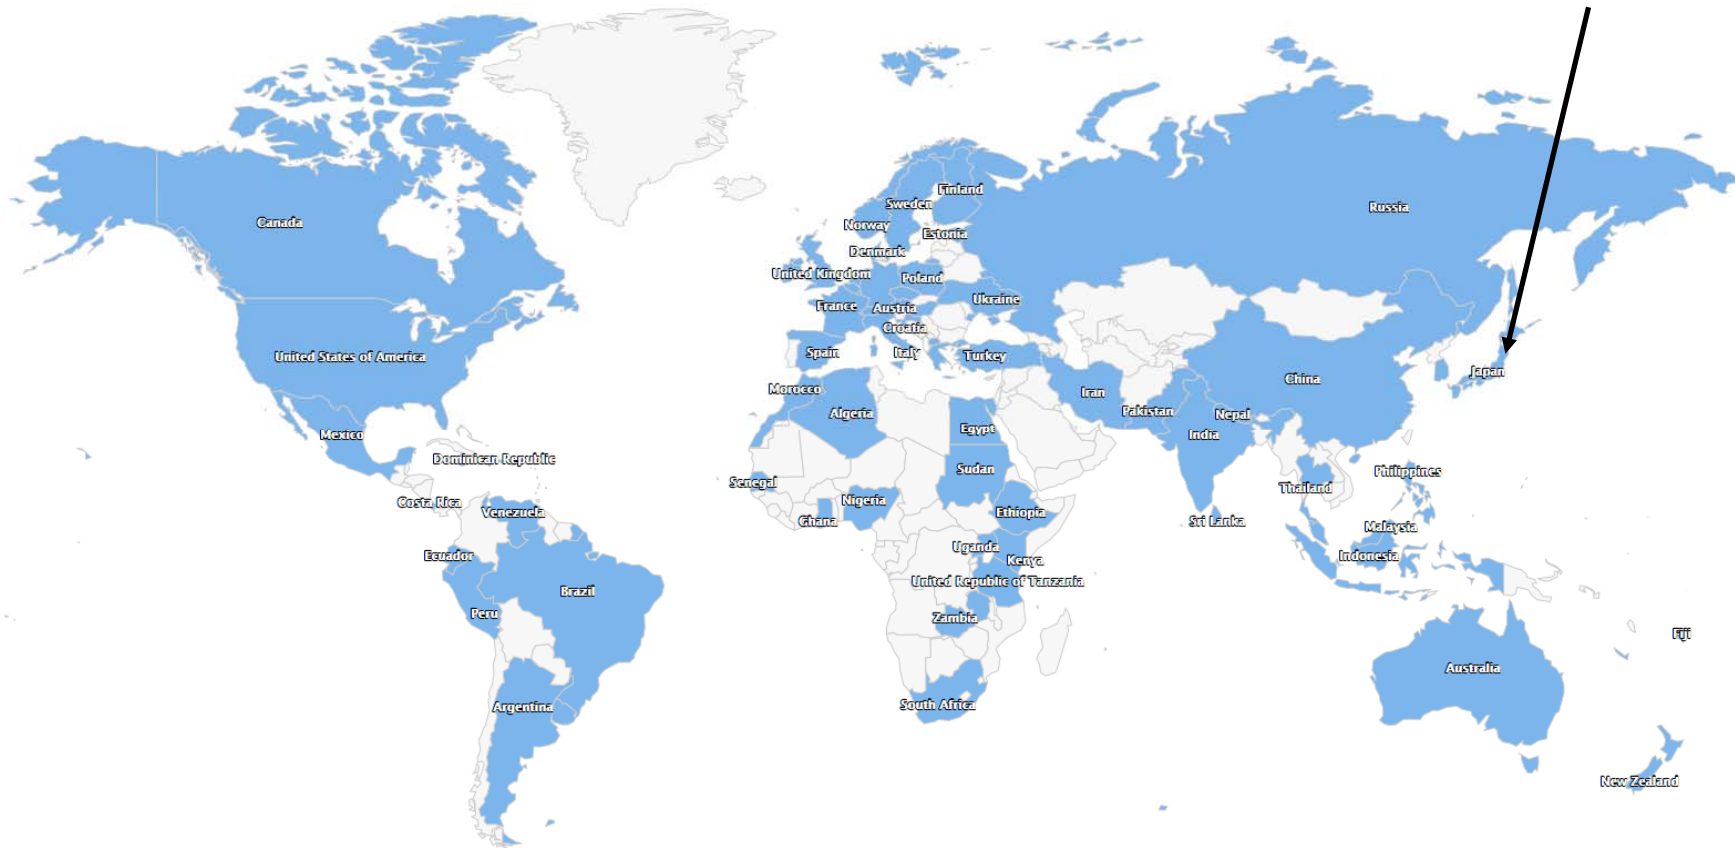 Finland
Sweden
Russia
Canada
Norway
Estonia
Denmark
United Kingdom
Poland
Ukraine
France
Austria
Croatia
United States of America
Spain
Italy
Turkey
Japan
China
Morocco
Iran
Algeria
Pakistan
Nepal
Egypt
India
Mexico
Dominican Republic
Sudan
Philippines
Senegal
Thailand
Costa Rica
Nigeria
Venezuela
Ethiopia
Ghana
Sri Lanka
Malaysia
Uganda
Ecuador
Indonesia
Kenya
United Republic of Tanzania
Brazil
Peru
Zambia
Fiji
Australia
Argentina
South Africa
New Zealand